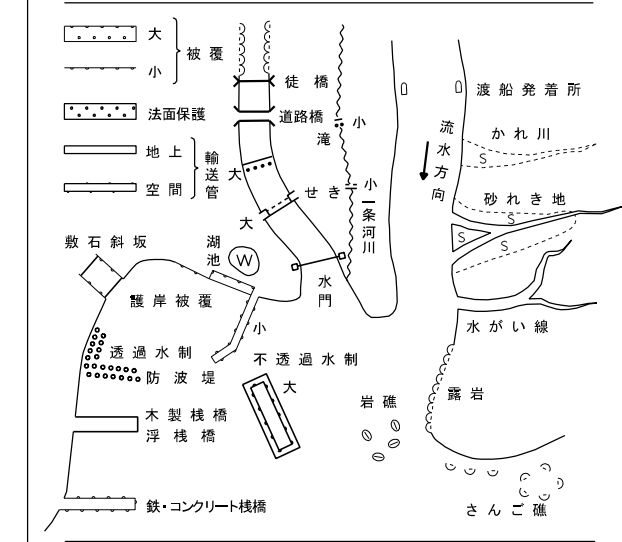 大
小
被覆
法面保護
地上
空間
輸送管
徒橋
道路橋
小
滝
大
せき
小
大
一条河川
水門
流水方向
渡船発着所
かれ川
S
砂れき地
S
S
S
敷石斜坂
湖池
W
護岸被覆
小
透過水制
防波堤
不透過水制
大
木製桟橋
浮桟橋
鉄・コンクリート桟橋
水がい線
岩礁
露岩
さんご礁